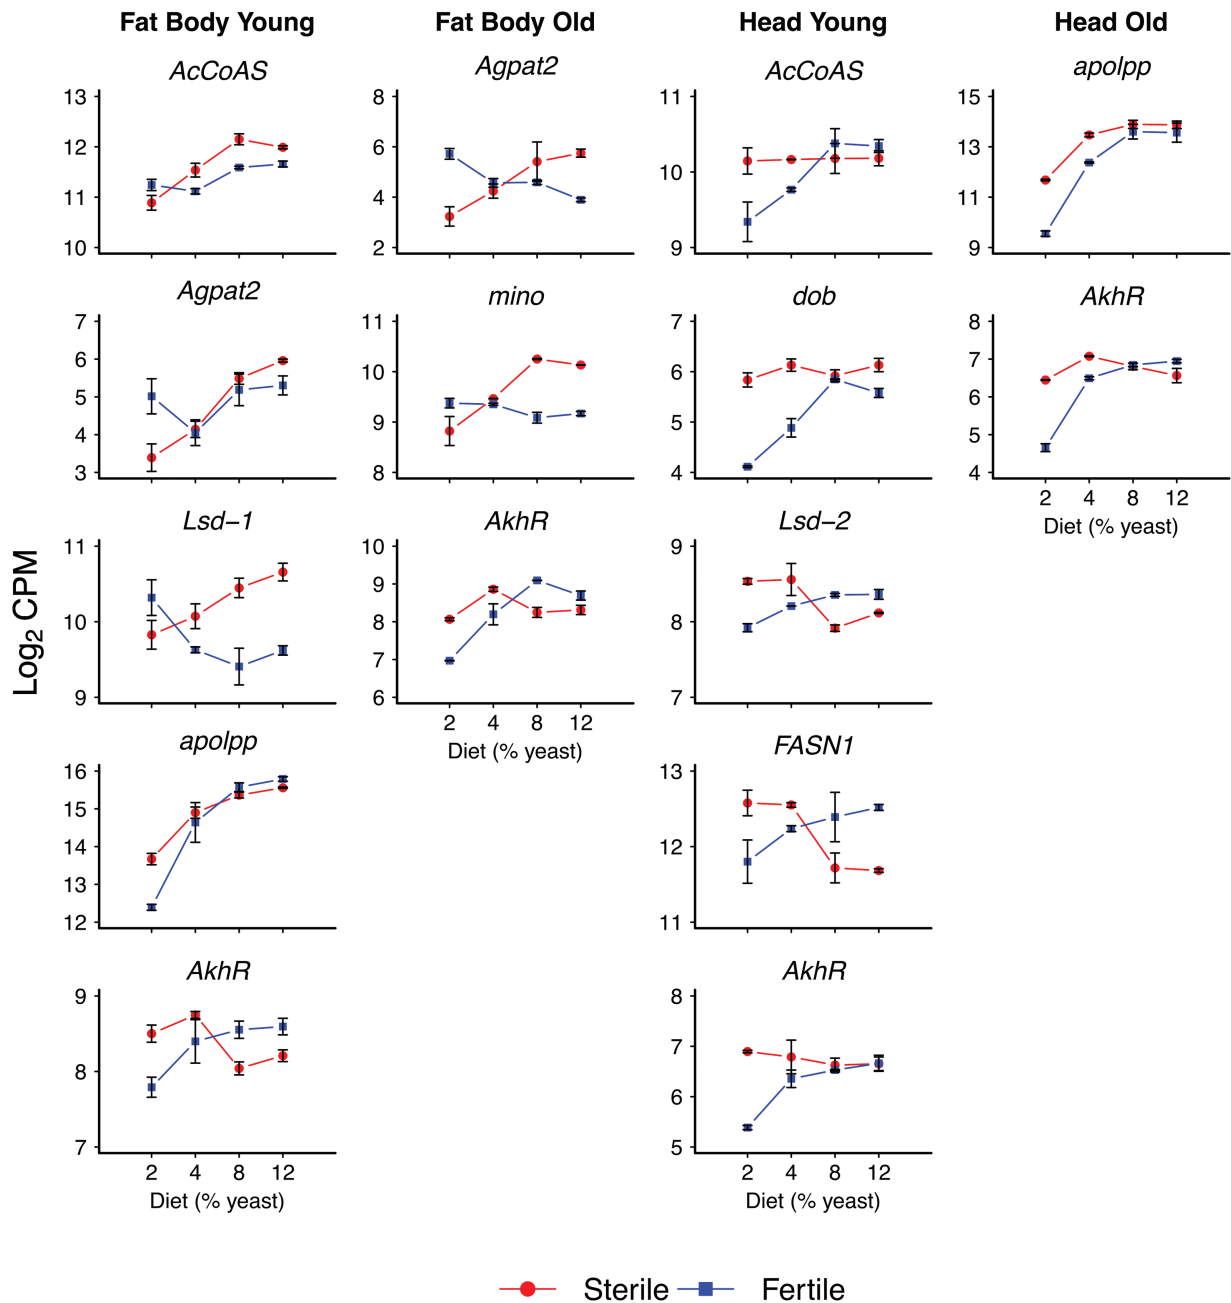 Fat Body Young Fat Body Old Head Young Head Old
AcCoAS Agpat2 AcCoAS apolpp
13 8 11 15
12 6 10 13
11 4 9 11
10 2 9
Agpat2 mino dob AkhR
7 11 7 8
6 10 6 7
5 9 5 6
4 8 4 5
3 4
2 4 8 12
Diet (% yeast)
Lsd−1 AkhR Lsd−2
11 10 9
10 9 8
9 8 7
7
6
2 4 8 12
Diet (% yeast)
Log2 CPM
apolpp FASN1
16 13
15 12
14 11
13
12
AkhR AkhR
9 8
8 7
7 6
5
2 4 8 12 2 4 8 12
Diet (% yeast) Diet (% yeast)
Sterile Fertile